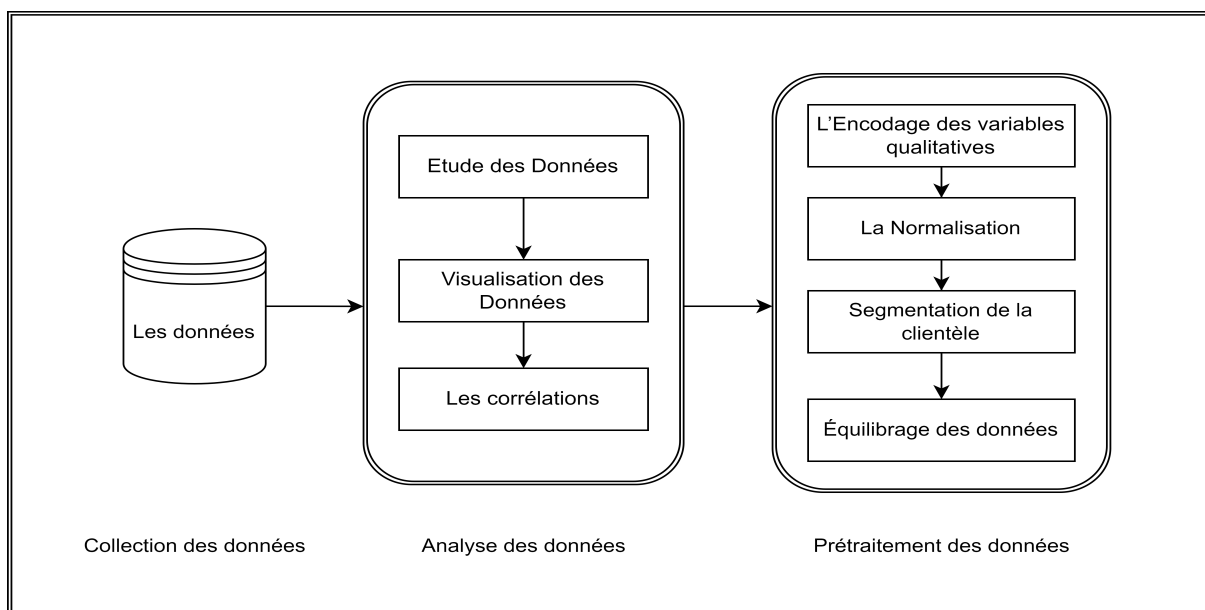 Les données
Etude des Données
Visualisation des
Données
Les corrélations
L'Encodage des variables
qualitatives
La Normalisation
Segmentation de la
clientèle
Équilibrage des données
Collection des données
Analyse des données
Prétraitement des données